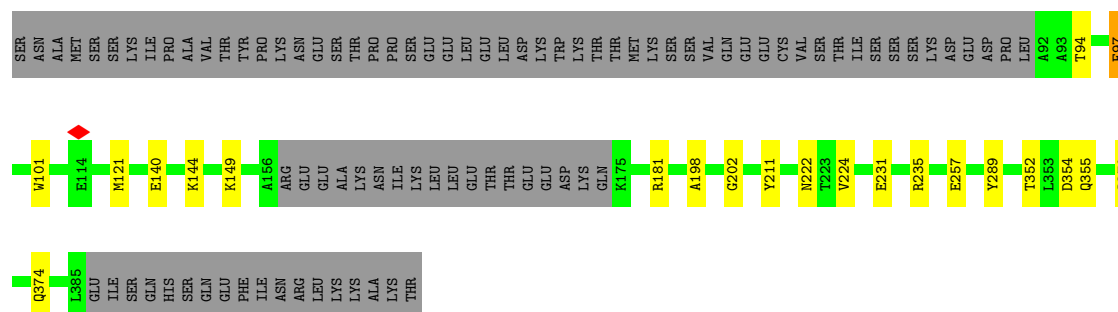 SER ASN ALA MET SER SER LYS ILE PRO ALA VAL THR TYR PRO LYS ASN GLU SER THR PRO PRO SER GLU GLU LEU GLU LEU ASP LYS TRP LYS THR THR MET LYS SER SER VAL GLN GLU GLU CYS VAL SER THR ILE SER SER SER LYS ASP GLU ASP PRO LEU A92 A93 T94
W101 E114 M121 E140 K144 K149 A156 ARG GLU GLU ALA LYS ASN ILE LYS LEU LEU GLU THR THR GLU GLU ASP LYS GLN K175 R181 A198 G202 Y211 N222 T223 V224 E231 R235 E257 Y289 T352 L353 D354 Q355
Q374 L385 GLU ILE SER GLN HIS SER GLN GLU PHE ILE ASN ARG LEU LYS LYS ALA LYS THR